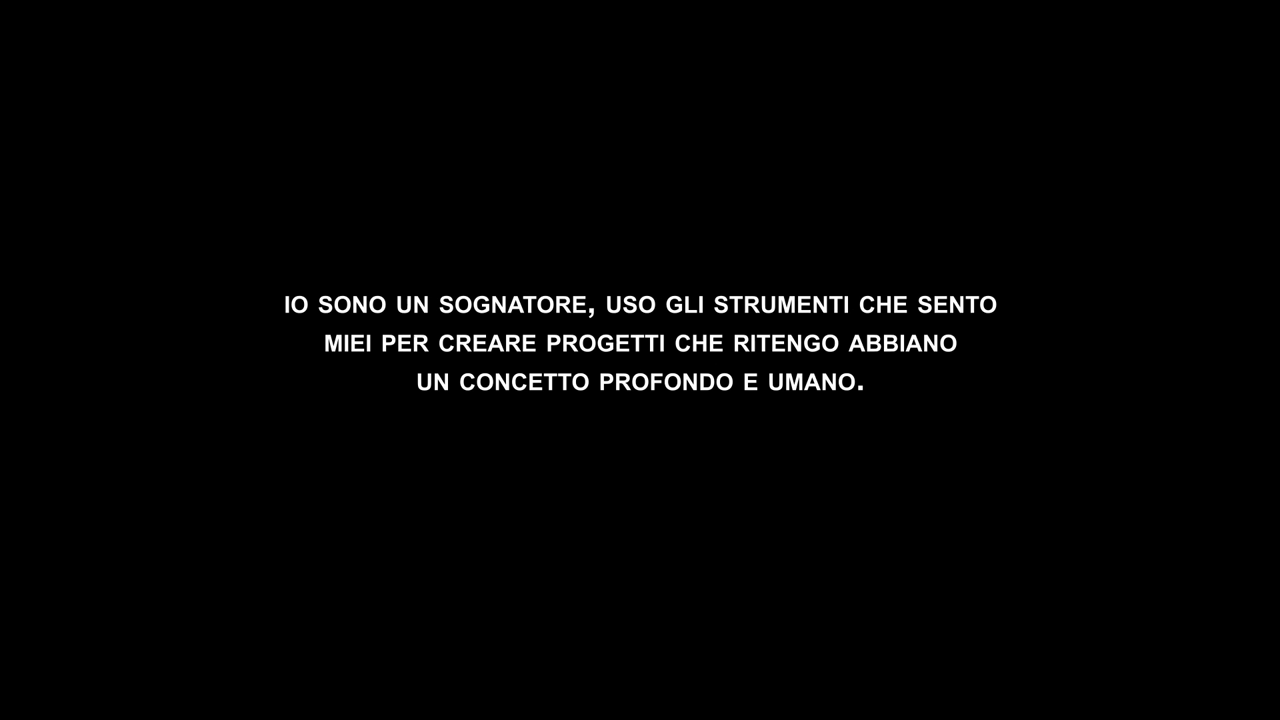 IO SONO UN SOGNATORE, USO GLI STRUMENTI CHE SENTO
MIEI PER CREARE PROGETTI CHE RITENGO ABBIANO
UN CONCETTO PROFONDO E UMANO.